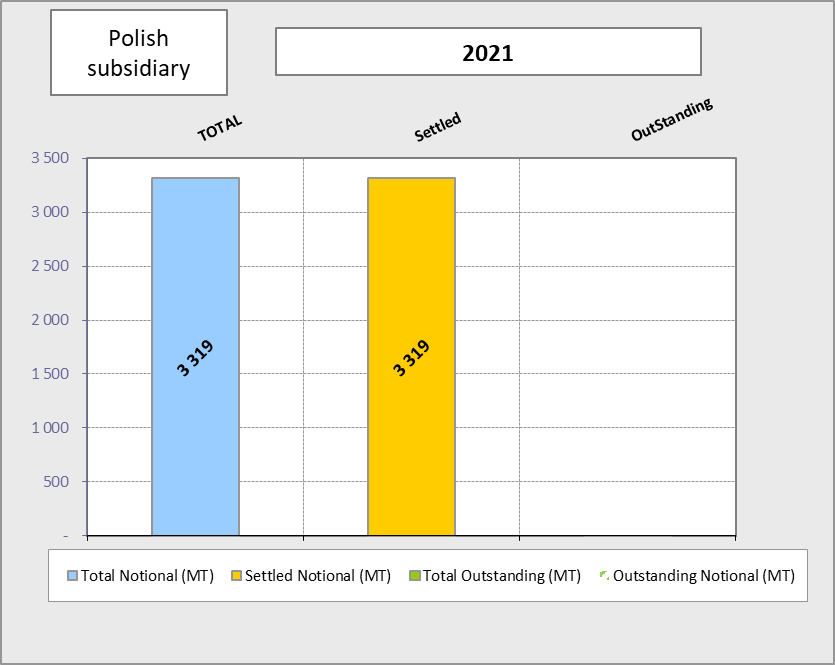 Polish
subsidiary
2021
TOTAL
Settled
OutStanding
3 500
3 000
2 500
2 000
1 500
1 000
500
-
3 319
3 319
Total Notional (MT)
Settled Notional (MT)
Total Outstanding (MT)
Outstanding Notional (MT)